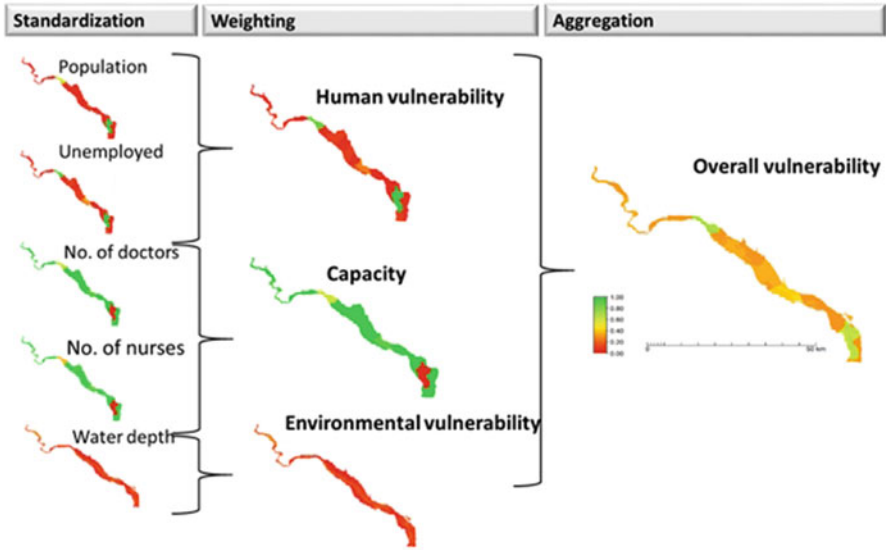 Standardization
Weighting
Aggregation
Population
Unemployed
No. of doctors
No. of nurses
Water depth
Human vulnerability
Capacity
Environmental vulnerability
Overall vulnerability
1.00
0.80
0.60
0.40
0.20
0.00
0
50 km